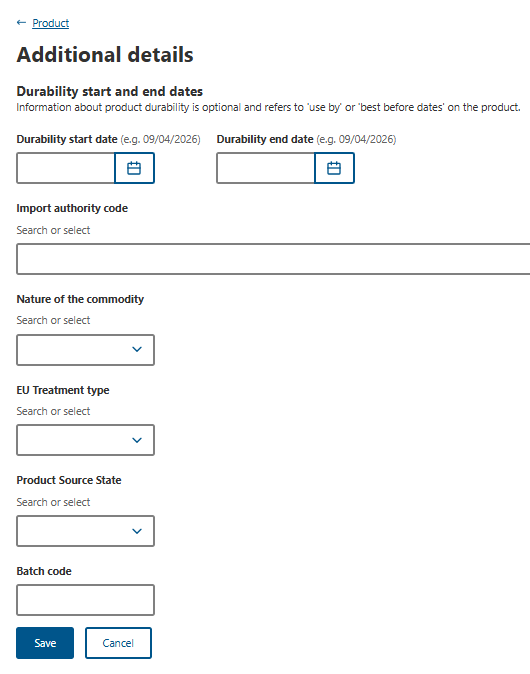 ← Product
Additional details
Durability start and end dates
Information about product durability is optional and refers to 'use by' or 'best before dates' on the product.
Durability start date (e.g. 09/04/2026) Durability end date (e.g. 09/04/2026)
Import authority code
Search or select
Nature of the commodity
Search or select
EU Treatment type
Search or select
Product Source State
Search or select
Batch code
Save Cancel